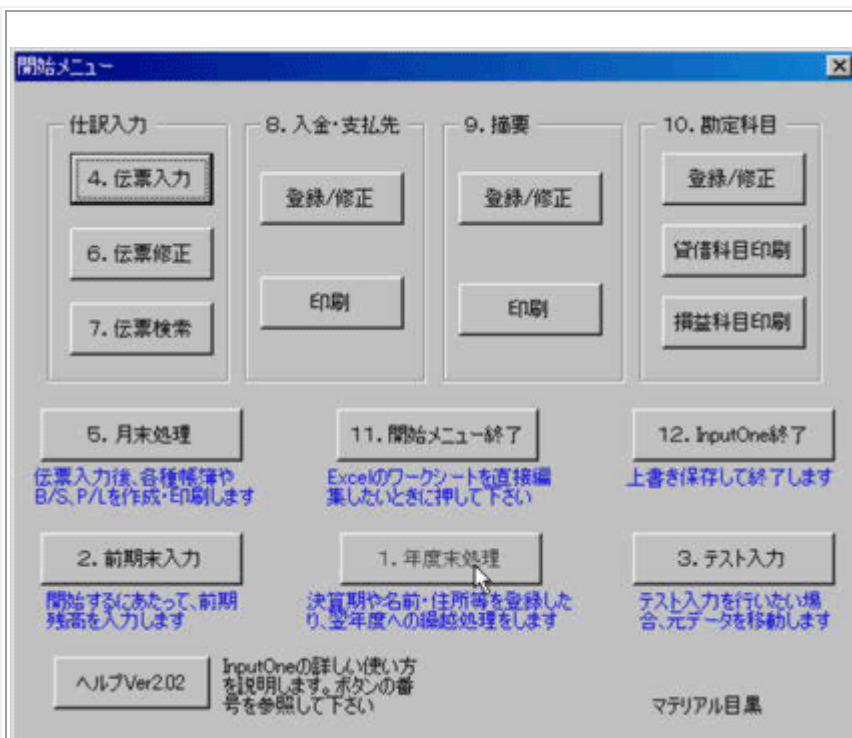 開始メニュー
仕訳入力
4. 伝票入力
6. 伝票修正
7. 伝票検索
8. 入金・支払先
登録/修正
印刷
9. 摘要
登録/修正
印刷
10. 勘定科目
登録/修正
貸借科目印刷
損益科目印刷
5. 月末処理
伝票入力後、各種帳簿や
B/S、P/Lを作成・印刷します
11. 開始メニュー終了
Excelのワークシートを直接編
集したいときに押して下さい
12. InputOne終了
上書き保存して終了します
2. 前期末入力
開始するにあたって、前期
残高を入力します
1. 年度末処理
決算期や名前・住所等を登録した
り、翌年度への繰越処理をします
3. テスト入力
テスト入力を行いたい場
合、元データを移動します
ヘルプVer2.02
InputOneの詳しい使い方
を説明します。ボタンの番
号を参照して下さい
マテリアル目黒